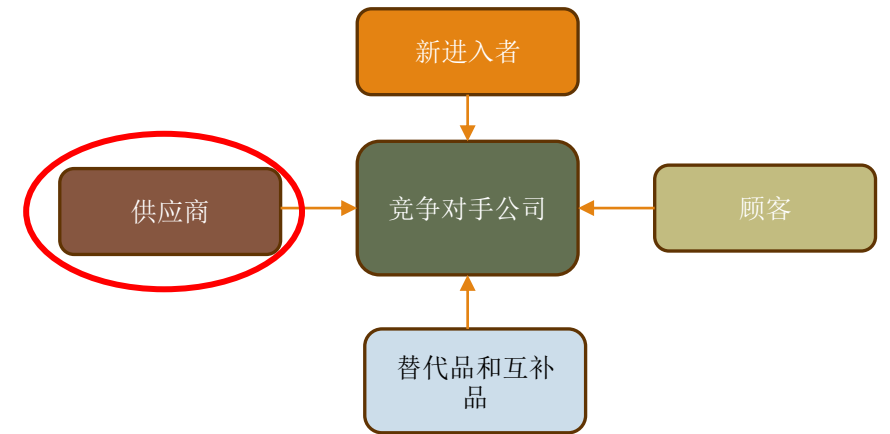 新进入者
供应商
竞争对手公司
顾客
替代品和互补
品